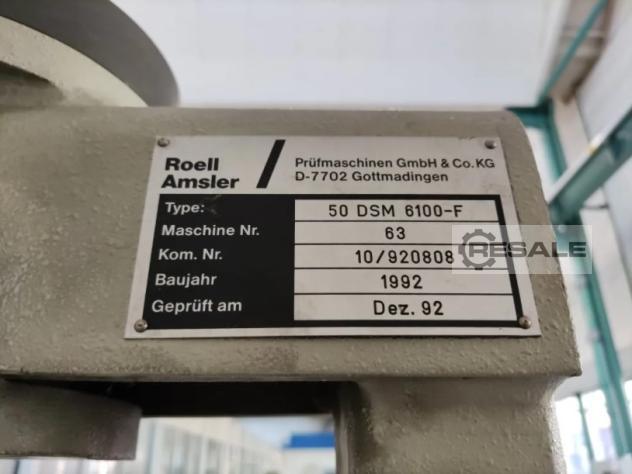 Roell
Amsler
Prüfmaschinen GmbH & Co. KG
D-7702 Gottmadingen
Type: 50 DSM 6100-F
Maschine Nr. 63
Kom. Nr. 10/920808
Baujahr 1992
Geprüft am Dez. 92
RESALE